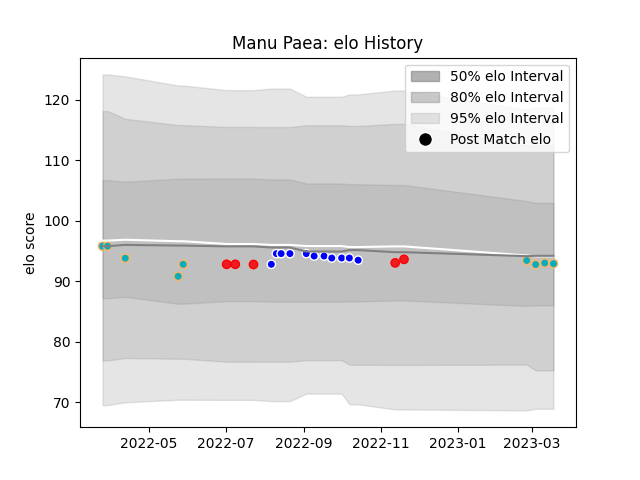 Manu Paea: elo History
50% elo Interval
80% elo Interval
95% elo Interval
Post Match elo
elo score
120
110
100
90
80
70
2022-05
2022-07
2022-09
2022-11
2023-01
2023-03